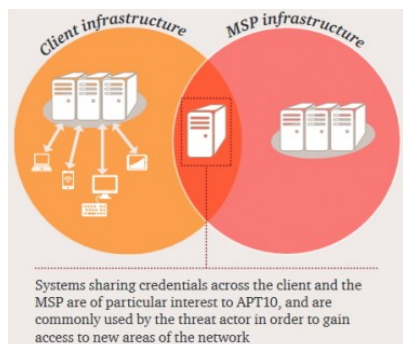 Client infrastructure
MSP infrastructure
Systems sharing credentials across the client and the
MSP are of particular interest to APT10, and are
commonly used by the threat actor in order to gain
access to new areas of the network